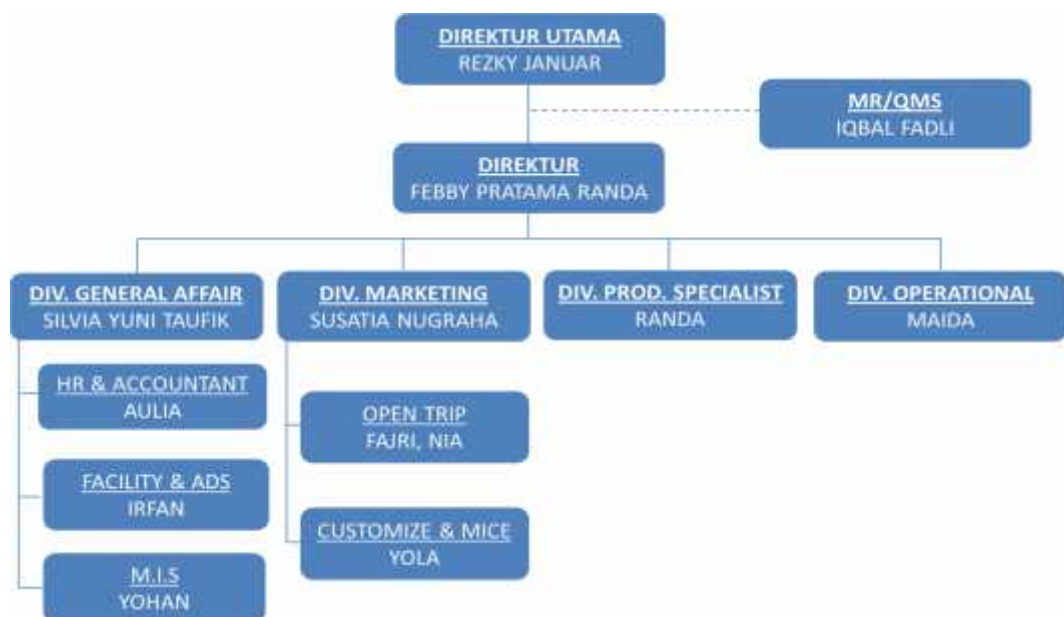 DIREKTUR UTAMA
REZKY JANUAR
MR/QMS
IQBAL FADLI
DIREKTUR
FEBBY PRATAMA RANDA
DIV. GENERAL AFFAIR
SILVIA YUNI TAUFIK
DIV. MARKETING
SUSATIA NUGRAHA
DIV. PROD. SPECIALIST
RANDA
DIV. OPERATIONAL
MAIDA
HR & ACCOUNTANT
AULIA
OPEN TRIP
FAJRI, NIA
FACILITY & ADS
IRFAN
CUSTOMIZE & MICE
YOLA
M.I.S
YOHAN